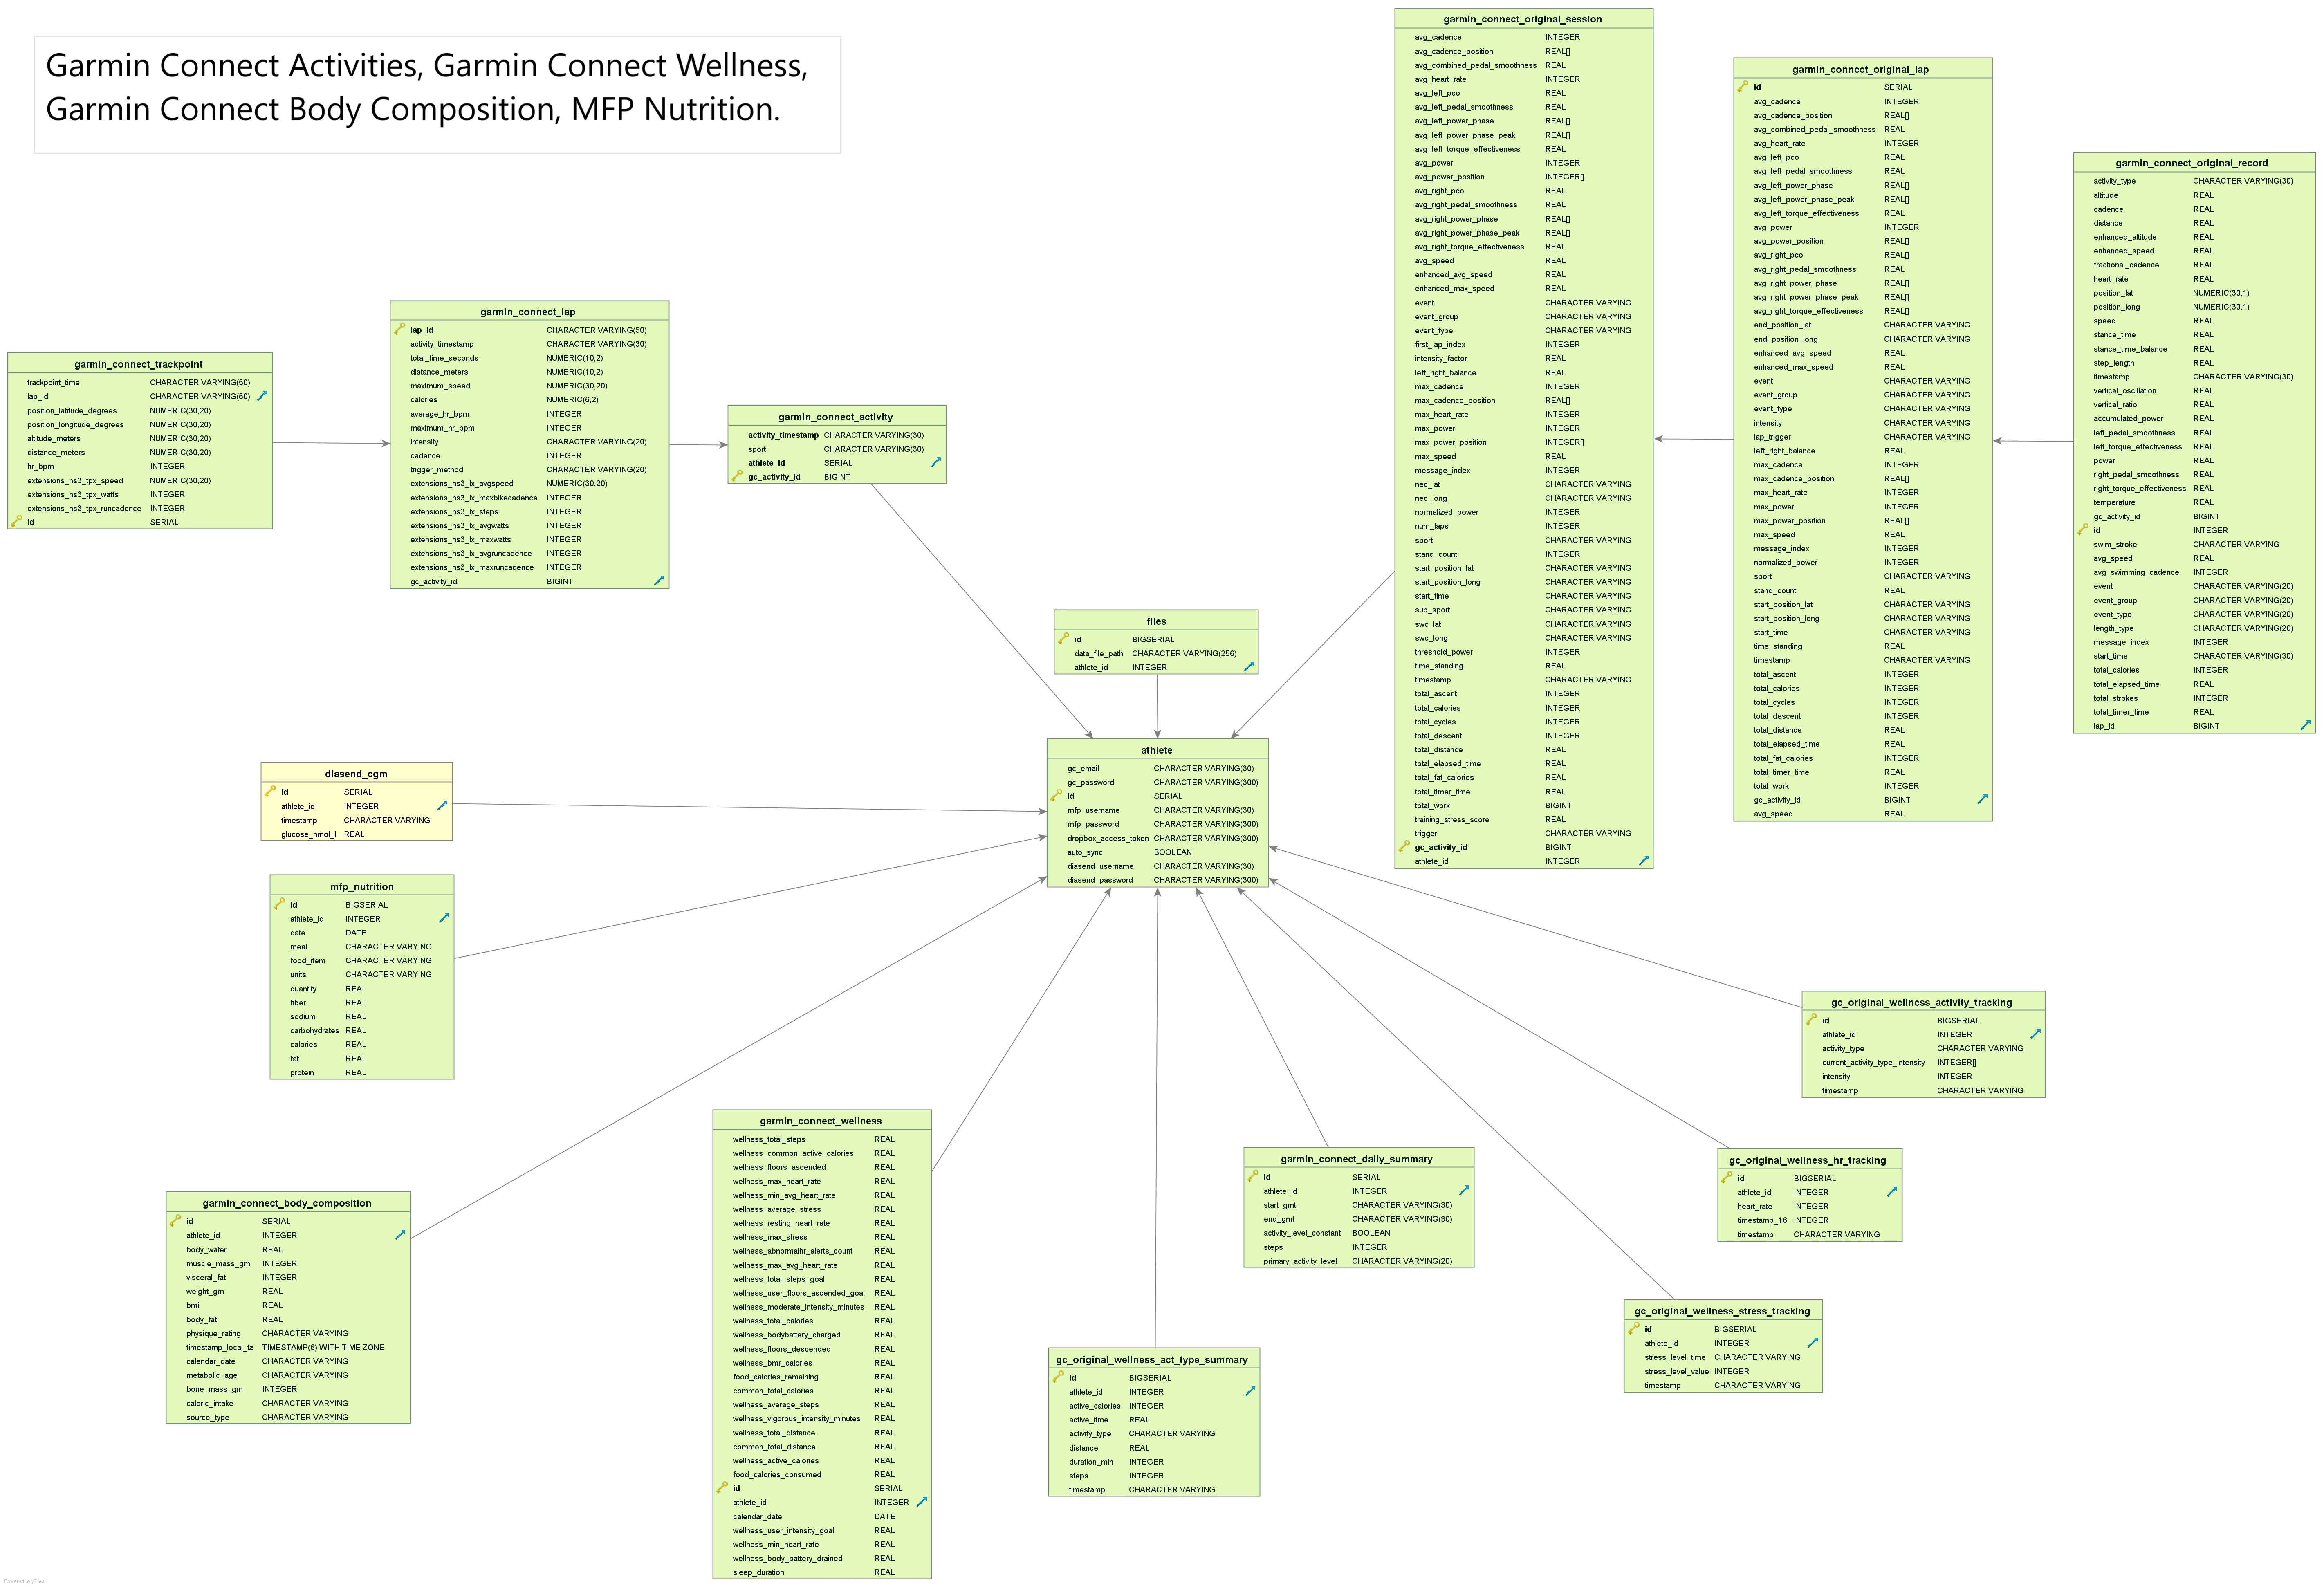 Garmin Connect Activities, Garmin Connect Wellness,
Garmin Connect Body Composition, MFP Nutrition.
garmin_connect_original_session
avg_cadence INTEGER
avg_cadence_position REAL[]
avg_combined_pedal_smoothness REAL
avg_heart_rate INTEGER
avg_left_pco REAL
avg_left_pedal_smoothness REAL
avg_left_power_phase REAL[]
avg_left_power_phase_peak REAL[]
avg_left_torque_effectiveness REAL
avg_power INTEGER
avg_power_position INTEGER[]
avg_right_pco REAL
avg_right_pedal_smoothness REAL
avg_right_power_phase REAL[]
avg_right_power_phase_peak REAL[]
avg_right_torque_effectiveness REAL
avg_speed REAL
enhanced_avg_speed REAL
enhanced_max_speed REAL
event CHARACTER VARYING
event_group CHARACTER VARYING
event_type CHARACTER VARYING
first_lap_index INTEGER
intensity_factor REAL
left_right_balance REAL
max_cadence INTEGER
max_cadence_position REAL[]
max_heart_rate INTEGER
max_power INTEGER
max_power_position INTEGER[]
max_speed REAL
message_index INTEGER
nec_lat CHARACTER VARYING
nec_long CHARACTER VARYING
normalized_power INTEGER
num_laps INTEGER
sport CHARACTER VARYING
stand_count INTEGER
start_position_lat CHARACTER VARYING
start_position_long CHARACTER VARYING
start_time CHARACTER VARYING
sub_sport CHARACTER VARYING
swc_lat CHARACTER VARYING
swc_long CHARACTER VARYING
threshold_power INTEGER
time_standing REAL
timestamp CHARACTER VARYING
total_ascent INTEGER
total_calories INTEGER
total_cycles INTEGER
total_descent INTEGER
total_distance REAL
total_elapsed_time REAL
total_fat_calories REAL
total_timer_time REAL
total_work BIGINT
training_stress_score REAL
trigger CHARACTER VARYING
gc_activity_id BIGINT
athlete_id INTEGER
garmin_connect_original_lap
id SERIAL
avg_cadence INTEGER
avg_cadence_position REAL[]
avg_combined_pedal_smoothness REAL
avg_heart_rate INTEGER
avg_left_pco REAL
avg_left_pedal_smoothness REAL
avg_left_power_phase REAL[]
avg_left_power_phase_peak REAL[]
avg_left_torque_effectiveness REAL
avg_power INTEGER
avg_power_position REAL[]
avg_right_pco REAL[]
avg_right_pedal_smoothness REAL
avg_right_power_phase REAL[]
avg_right_power_phase_peak REAL[]
avg_right_torque_effectiveness REAL[]
end_position_lat CHARACTER VARYING
end_position_long CHARACTER VARYING
enhanced_avg_speed REAL
enhanced_max_speed REAL
event CHARACTER VARYING
event_group CHARACTER VARYING
event_type CHARACTER VARYING
intensity CHARACTER VARYING
lap_trigger CHARACTER VARYING
left_right_balance REAL
max_cadence INTEGER
max_cadence_position REAL[]
max_heart_rate INTEGER
max_power INTEGER
max_power_position REAL[]
max_speed REAL
message_index INTEGER
normalized_power INTEGER
sport CHARACTER VARYING
stand_count REAL
start_position_lat CHARACTER VARYING
start_position_long CHARACTER VARYING
start_time CHARACTER VARYING
time_standing REAL
timestamp CHARACTER VARYING
total_ascent INTEGER
total_calories INTEGER
total_cycles INTEGER
total_descent INTEGER
total_distance REAL
total_elapsed_time REAL
total_fat_calories INTEGER
total_timer_time REAL
total_work INTEGER
gc_activity_id BIGINT
avg_speed REAL
garmin_connect_original_record
activity_type CHARACTER VARYING(30)
altitude REAL
cadence REAL
distance REAL
enhanced_altitude REAL
enhanced_speed REAL
fractional_cadence REAL
heart_rate REAL
position_lat NUMERIC(30,1)
position_long NUMERIC(30,1)
speed REAL
stance_time REAL
stance_time_balance REAL
step_length REAL
timestamp CHARACTER VARYING(30)
vertical_oscillation REAL
vertical_ratio REAL
accumulated_power REAL
left_pedal_smoothness REAL
left_torque_effectiveness REAL
power REAL
right_pedal_smoothness REAL
right_torque_effectiveness REAL
temperature REAL
gc_activity_id BIGINT
id INTEGER
swim_stroke CHARACTER VARYING
avg_speed REAL
avg_swimming_cadence INTEGER
event CHARACTER VARYING(20)
event_group CHARACTER VARYING(20)
event_type CHARACTER VARYING(20)
length_type CHARACTER VARYING(20)
message_index INTEGER
start_time CHARACTER VARYING(30)
total_calories INTEGER
total_elapsed_time REAL
total_strokes INTEGER
total_timer_time REAL
lap_id BIGINT
garmin_connect_trackpoint
trackpoint_time CHARACTER VARYING(50)
lap_id CHARACTER VARYING(50)
position_latitude_degrees NUMERIC(30,20)
position_longitude_degrees NUMERIC(30,20)
altitude_meters NUMERIC(30,20)
distance_meters NUMERIC(30,20)
hr_bpm INTEGER
extensions_ns3_tpx_speed NUMERIC(30,20)
extensions_ns3_tpx_watts INTEGER
extensions_ns3_tpx_runcadence INTEGER
id SERIAL
garmin_connect_lap
lap_id CHARACTER VARYING(50)
activity_timestamp CHARACTER VARYING(30)
total_time_seconds NUMERIC(10,2)
distance_meters NUMERIC(10,2)
maximum_speed NUMERIC(30,20)
calories NUMERIC(6,2)
average_hr_bpm INTEGER
maximum_hr_bpm INTEGER
intensity CHARACTER VARYING(20)
cadence INTEGER
trigger_method CHARACTER VARYING(20)
extensions_ns3_lx_avgspeed NUMERIC(30,20)
extensions_ns3_lx_maxbikecadence INTEGER
extensions_ns3_lx_steps INTEGER
extensions_ns3_lx_avgwatts INTEGER
extensions_ns3_lx_maxwatts INTEGER
extensions_ns3_lx_avgruncadence INTEGER
extensions_ns3_lx_maxruncadence INTEGER
gc_activity_id BIGINT
garmin_connect_activity
activity_timestamp CHARACTER VARYING(30)
sport CHARACTER VARYING(30)
athlete_id SERIAL
gc_activity_id BIGINT
files
id BIGSERIAL
data_file_path CHARACTER VARYING(256)
athlete_id INTEGER
athlete
gc_email CHARACTER VARYING(30)
gc_password CHARACTER VARYING(300)
id SERIAL
mfp_username CHARACTER VARYING(30)
mfp_password CHARACTER VARYING(300)
dropbox_access_token CHARACTER VARYING(300)
auto_sync BOOLEAN
diasend_username CHARACTER VARYING(30)
diasend_password CHARACTER VARYING(300)
diasend_cgm
id SERIAL
athlete_id INTEGER
timestamp CHARACTER VARYING
glucose_nmol_l REAL
mfp_nutrition
id BIGSERIAL
athlete_id INTEGER
date DATE
meal CHARACTER VARYING
food_item CHARACTER VARYING
units CHARACTER VARYING
quantity REAL
fiber REAL
sodium REAL
carbohydrates REAL
calories REAL
fat REAL
protein REAL
garmin_connect_body_composition
id SERIAL
athlete_id INTEGER
body_water REAL
muscle_mass_gm INTEGER
visceral_fat INTEGER
weight_gm REAL
bmi REAL
body_fat REAL
physique_rating CHARACTER VARYING
timestamp_local_tz TIMESTAMP(6) WITH TIME ZONE
calendar_date CHARACTER VARYING
metabolic_age CHARACTER VARYING
bone_mass_gm INTEGER
caloric_intake CHARACTER VARYING
source_type CHARACTER VARYING
garmin_connect_wellness
wellness_total_steps REAL
wellness_common_active_calories REAL
wellness_floors_ascended REAL
wellness_max_heart_rate REAL
wellness_min_avg_heart_rate REAL
wellness_average_stress REAL
wellness_resting_heart_rate REAL
wellness_max_stress REAL
wellness_abnormalhr_alerts_count REAL
wellness_max_avg_heart_rate REAL
wellness_total_steps_goal REAL
wellness_user_floors_ascended_goal REAL
wellness_moderate_intensity_minutes REAL
wellness_total_calories REAL
wellness_bodybattery_charged REAL
wellness_floors_descended REAL
wellness_bmr_calories REAL
food_calories_remaining REAL
common_total_calories REAL
wellness_average_steps REAL
wellness_vigorous_intensity_minutes REAL
wellness_total_distance REAL
common_total_distance REAL
wellness_active_calories REAL
food_calories_consumed REAL
id SERIAL
athlete_id INTEGER
calendar_date DATE
wellness_user_intensity_goal REAL
wellness_min_heart_rate REAL
wellness_body_battery_drained REAL
sleep_duration REAL
gc_original_wellness_act_type_summary
id BIGSERIAL
athlete_id INTEGER
active_calories INTEGER
active_time REAL
activity_type CHARACTER VARYING
distance REAL
duration_min INTEGER
steps INTEGER
timestamp CHARACTER VARYING
garmin_connect_daily_summary
id SERIAL
athlete_id INTEGER
start_gmt CHARACTER VARYING(30)
end_gmt CHARACTER VARYING(30)
activity_level_constant BOOLEAN
steps INTEGER
primary_activity_level CHARACTER VARYING(20)
gc_original_wellness_stress_tracking
id BIGSERIAL
athlete_id INTEGER
stress_level_time CHARACTER VARYING
stress_level_value INTEGER
timestamp CHARACTER VARYING
gc_original_wellness_hr_tracking
id BIGSERIAL
athlete_id INTEGER
heart_rate INTEGER
timestamp_16 INTEGER
timestamp CHARACTER VARYING
gc_original_wellness_activity_tracking
id BIGSERIAL
athlete_id INTEGER
activity_type CHARACTER VARYING
current_activity_type_intensity INTEGER[]
intensity INTEGER
timestamp CHARACTER VARYING
Powered by yFiles